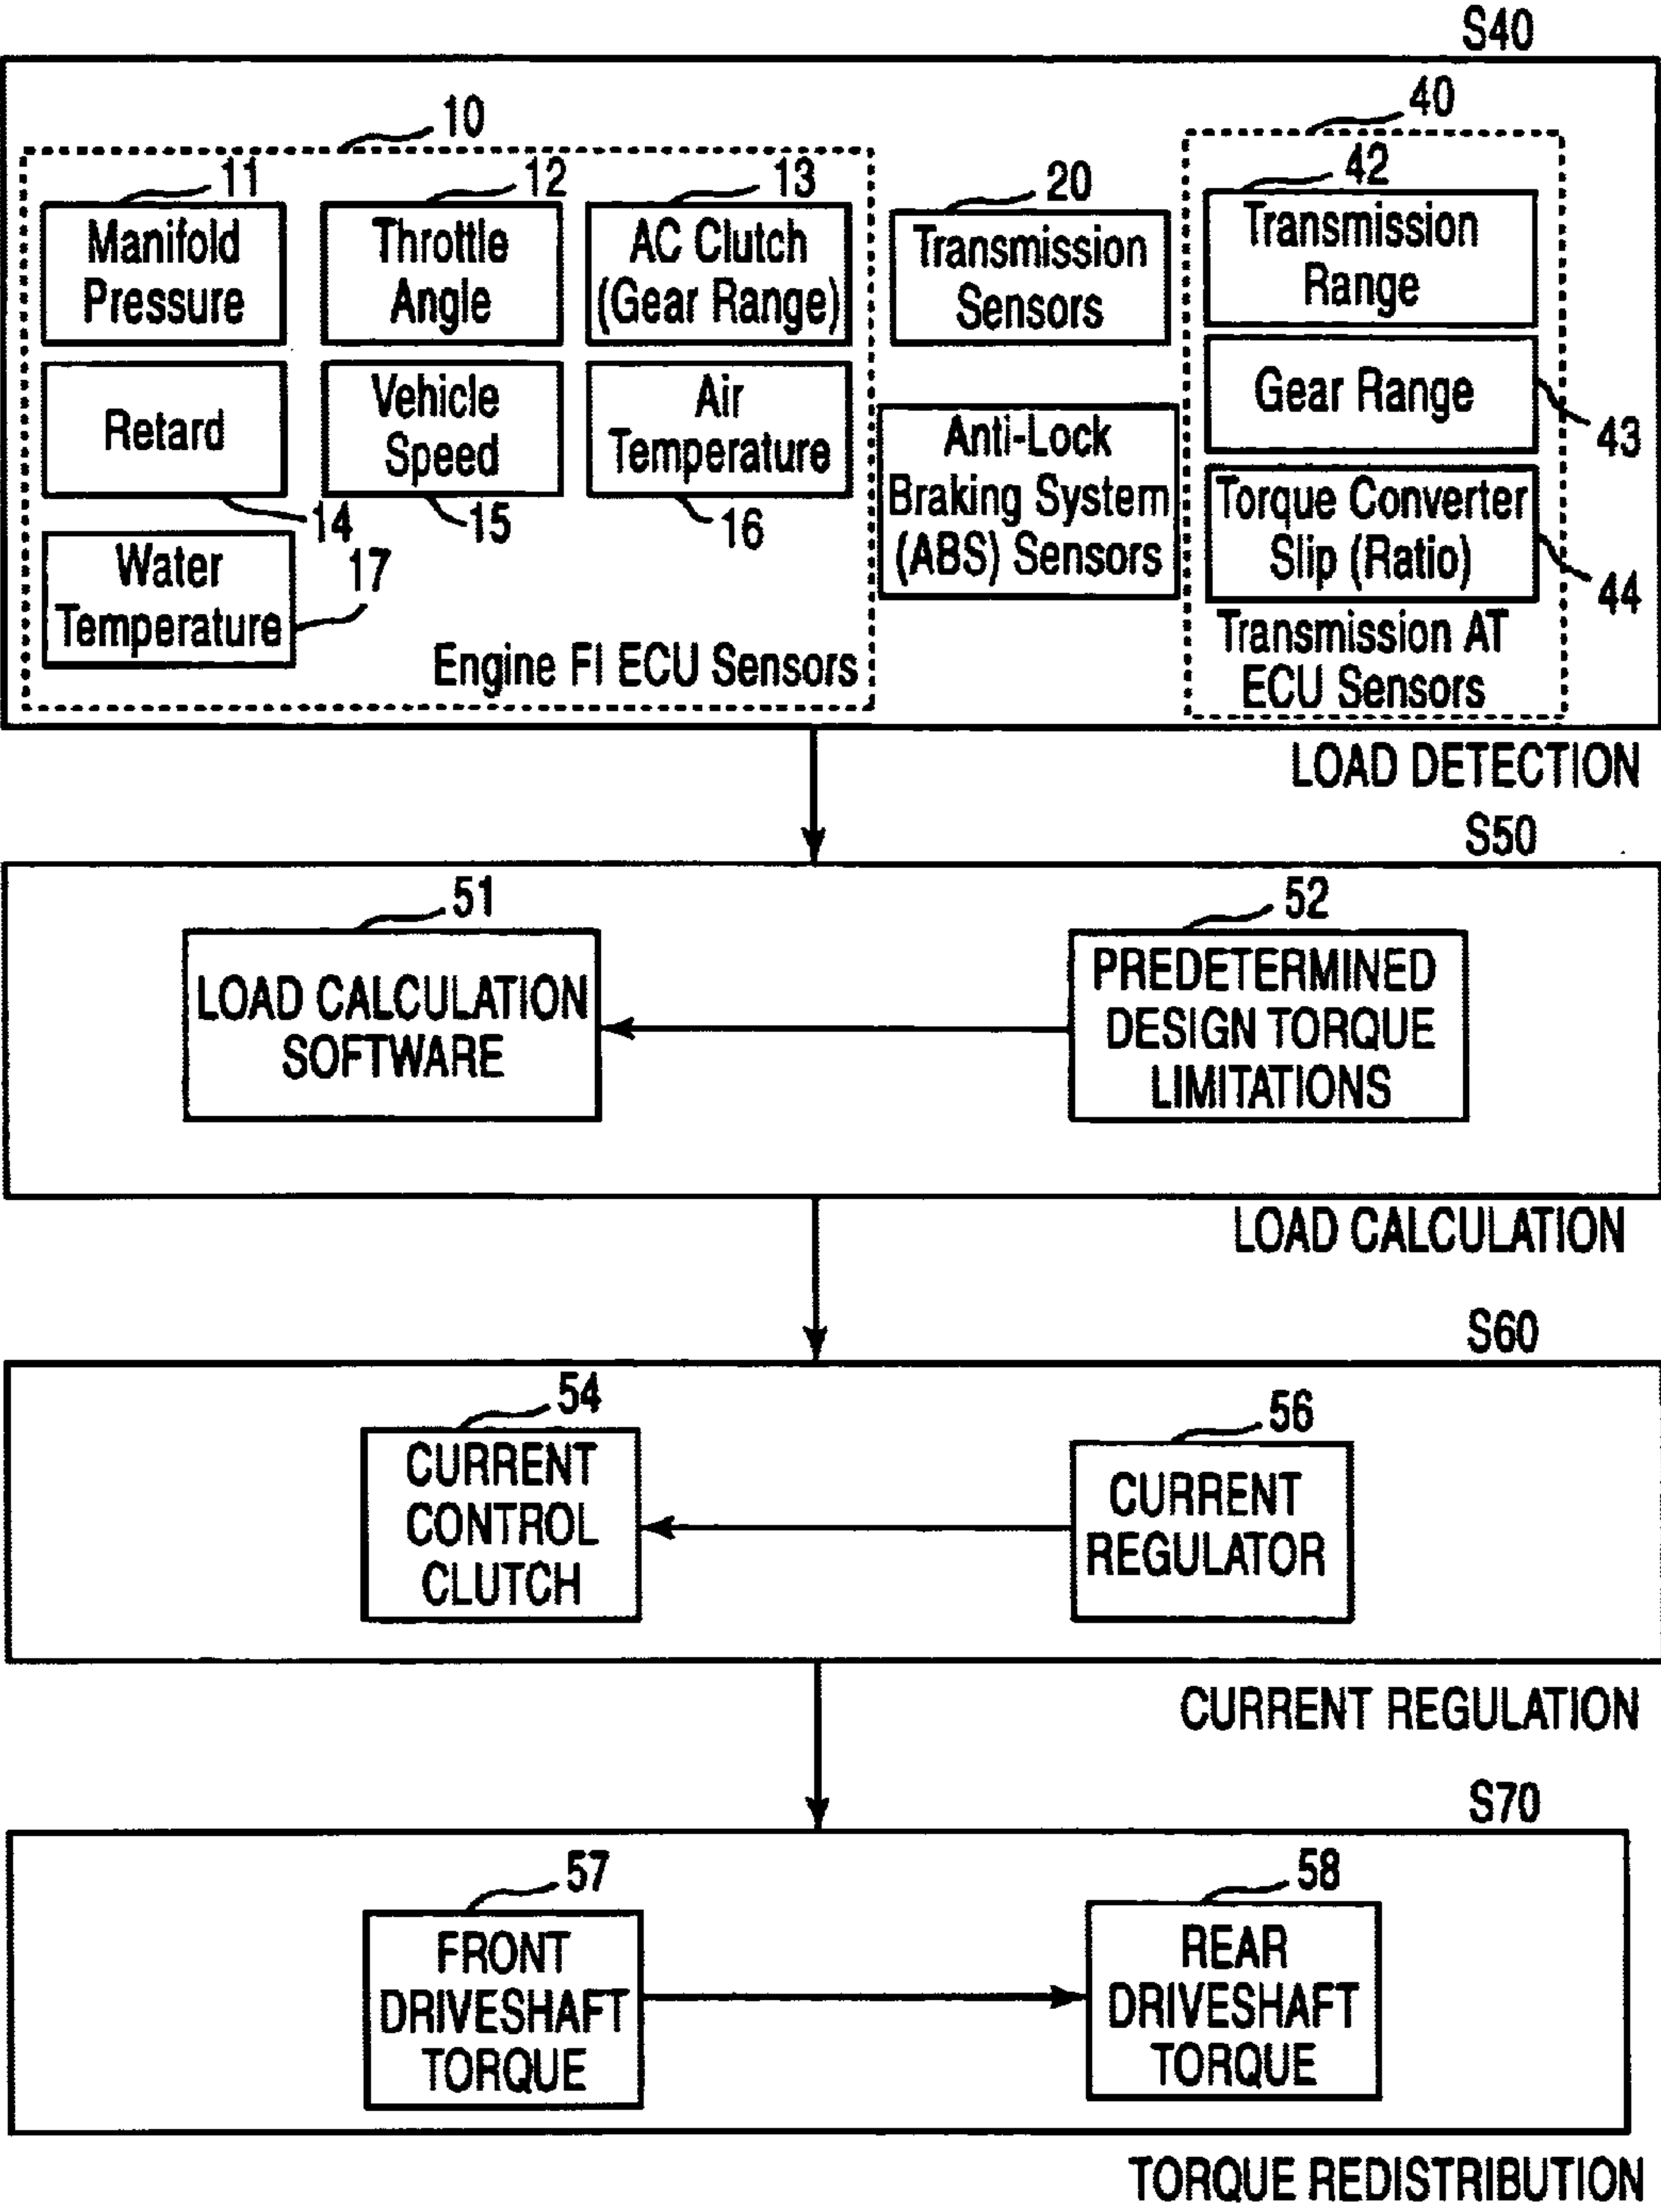 S40
10
40
11
12
13
20
42
Manifold
Pressure
Throttle
Angle
AC Clutch
(Gear Range)
Transmission
Sensors
Transmission
Range
Retard
Vehicle
Speed
Air
Temperature
Anti-Lock
Braking System
(ABS) Sensors
Gear Range
43
14
15
16
Torque Converter
Slip (Ratio)
44
Water
Temperature
17
Engine FI ECU Sensors
Transmission AT
ECU Sensors
LOAD DETECTION
S50
51
52
LOAD CALCULATION
SOFTWARE
PREDETERMINED
DESIGN TORQUE
LIMITATIONS
LOAD CALCULATION
S60
54
56
CURRENT
CONTROL
CLUTCH
CURRENT
REGULATOR
CURRENT REGULATION
S70
57
58
FRONT
DRIVESHAFT
TORQUE
REAR
DRIVESHAFT
TORQUE
TORQUE REDISTRIBUTION